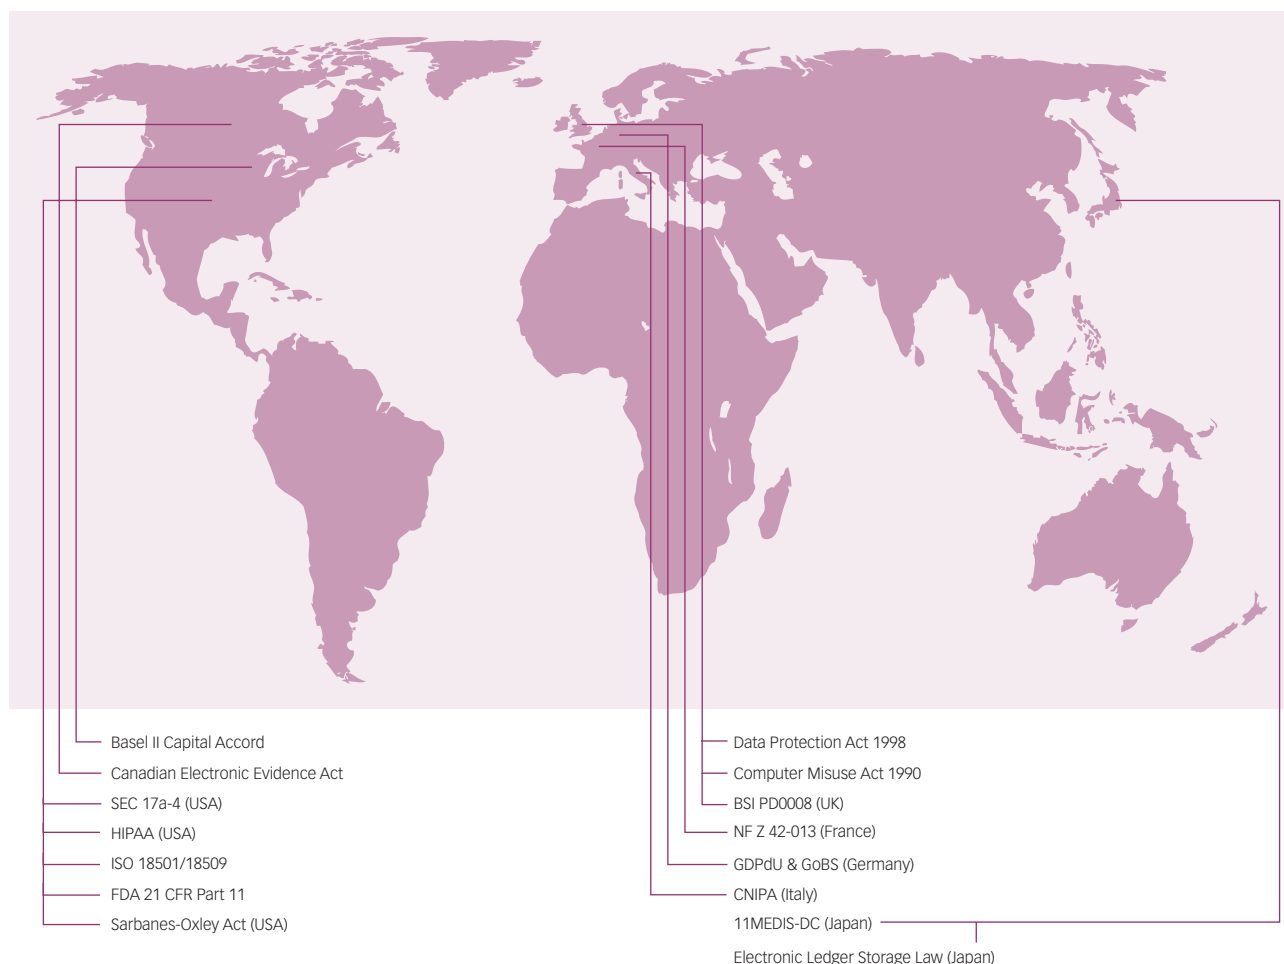 Basel II Capital Accord
Canadian Electronic Evidence Act
SEC 17a-4 (USA)
HIPAA (USA)
ISO 18501/18509
FDA 21 CFR Part 11
Sarbanes-Oxley Act (USA)
Data Protection Act 1998
Computer Misuse Act 1990
BSI PD0008 (UK)
NF Z 42-013 (France)
GDPdU & GoBS (Germany)
CNIPA (Italy)
11MEDIS-DC (Japan)
Electronic Ledger Storage Law (Japan)